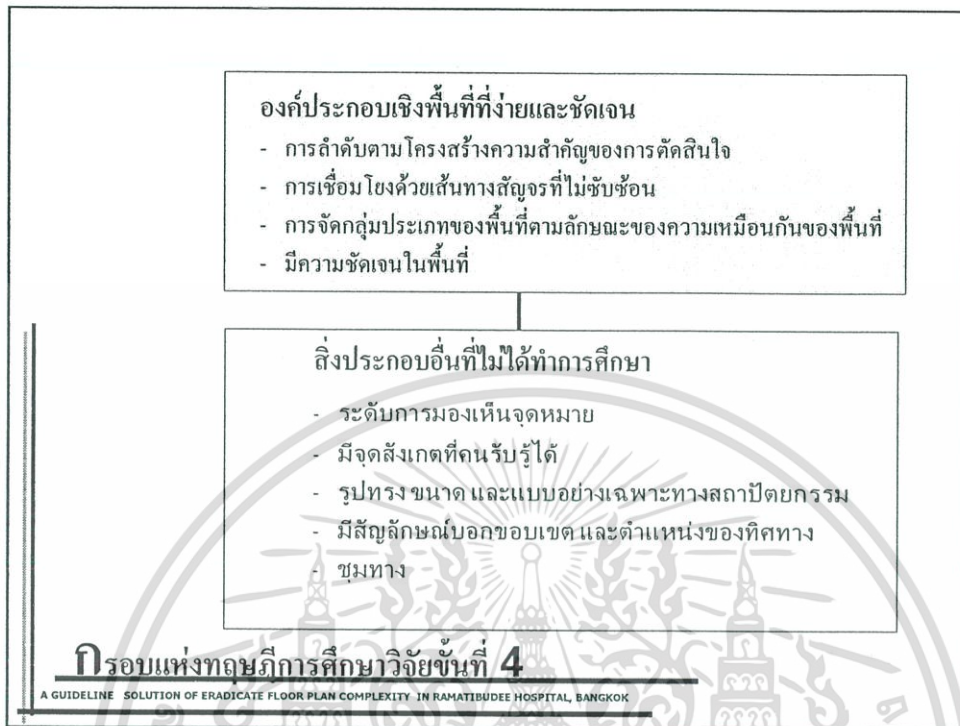 องค์ประกอบเชิงพื้นที่ที่ง่ายและชัดเจน
- การลำดับตามโครงสร้างความสำคัญของการตัดสินใจ
- การเชื่อมโยงด้วยเส้นทางสัญจรที่ไม่ซับซ้อน
- การจัดกลุ่มประเภทของพื้นที่ตามลักษณะของความเหมือนกันของพื้นที่
- มีความชัดเจนในพื้นที่
สิ่งประกอบอื่นที่ไม่ได้ทำการศึกษา
- ระดับการมองเห็นจุดหมาย
- มีจุดสังเกตที่คนรับรู้ได้
- รูปทรง ขนาด และแบบอย่างเฉพาะทางสถาปัตยกรรม
- มีสัญลักษณ์บอกขอบเขต และตำแหน่งของทิศทาง
- ชุมทาง
กรอบแห่งทฤษฎีการศึกษาวิจัยขั้นที่ 4
A GUIDELINE SOLUTION OF ERADICATE FLOOR PLAN COMPLEXITY IN RAMATIBUDEE HOSPITAL, BANGKOK